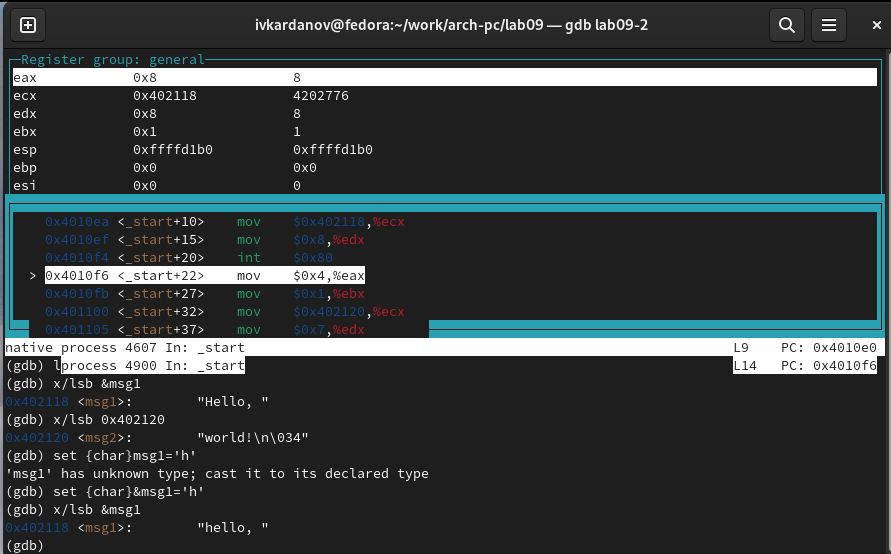 ivkardanov@fedora:~/work/arch-pc/lab09 — gdb lab09-2
Register group: general
eax 0x8 8
ecx 0x402118 4202776
edx 0x8 8
ebx 0x1 1
esp 0xffffd1b0 0xffffd1b0
ebp 0x0 0x0
esi 0x0 0
0x4010ea <_start+10> mov $0x402118,%ecx
0x4010ef <_start+15> mov $0x8,%edx
0x4010f4 <_start+20> int $0x80
> 0x4010f6 <_start+22> mov $0x4,%eax
0x4010fb <_start+27> mov $0x1,%ebx
0x401100 <_start+32> mov $0x402120,%ecx
0x401105 <_start+37> mov $0x7,%edx
native process 4607 In: _start L9 PC: 0x4010e0
(gdb) lprocess 4900 In: _start L14 PC: 0x4010f6
(gdb) x/lsb &msg1
0x402118 <msg1>: "Hello, "
(gdb) x/lsb 0x402120
0x402120 <msg2>: "world!\n\034"
(gdb) set {char}msg1='h'
'msg1' has unknown type; cast it to its declared type
(gdb) set {char}&msg1='h'
(gdb) x/lsb &msg1
0x402118 <msg1>: "hello, "
(gdb)